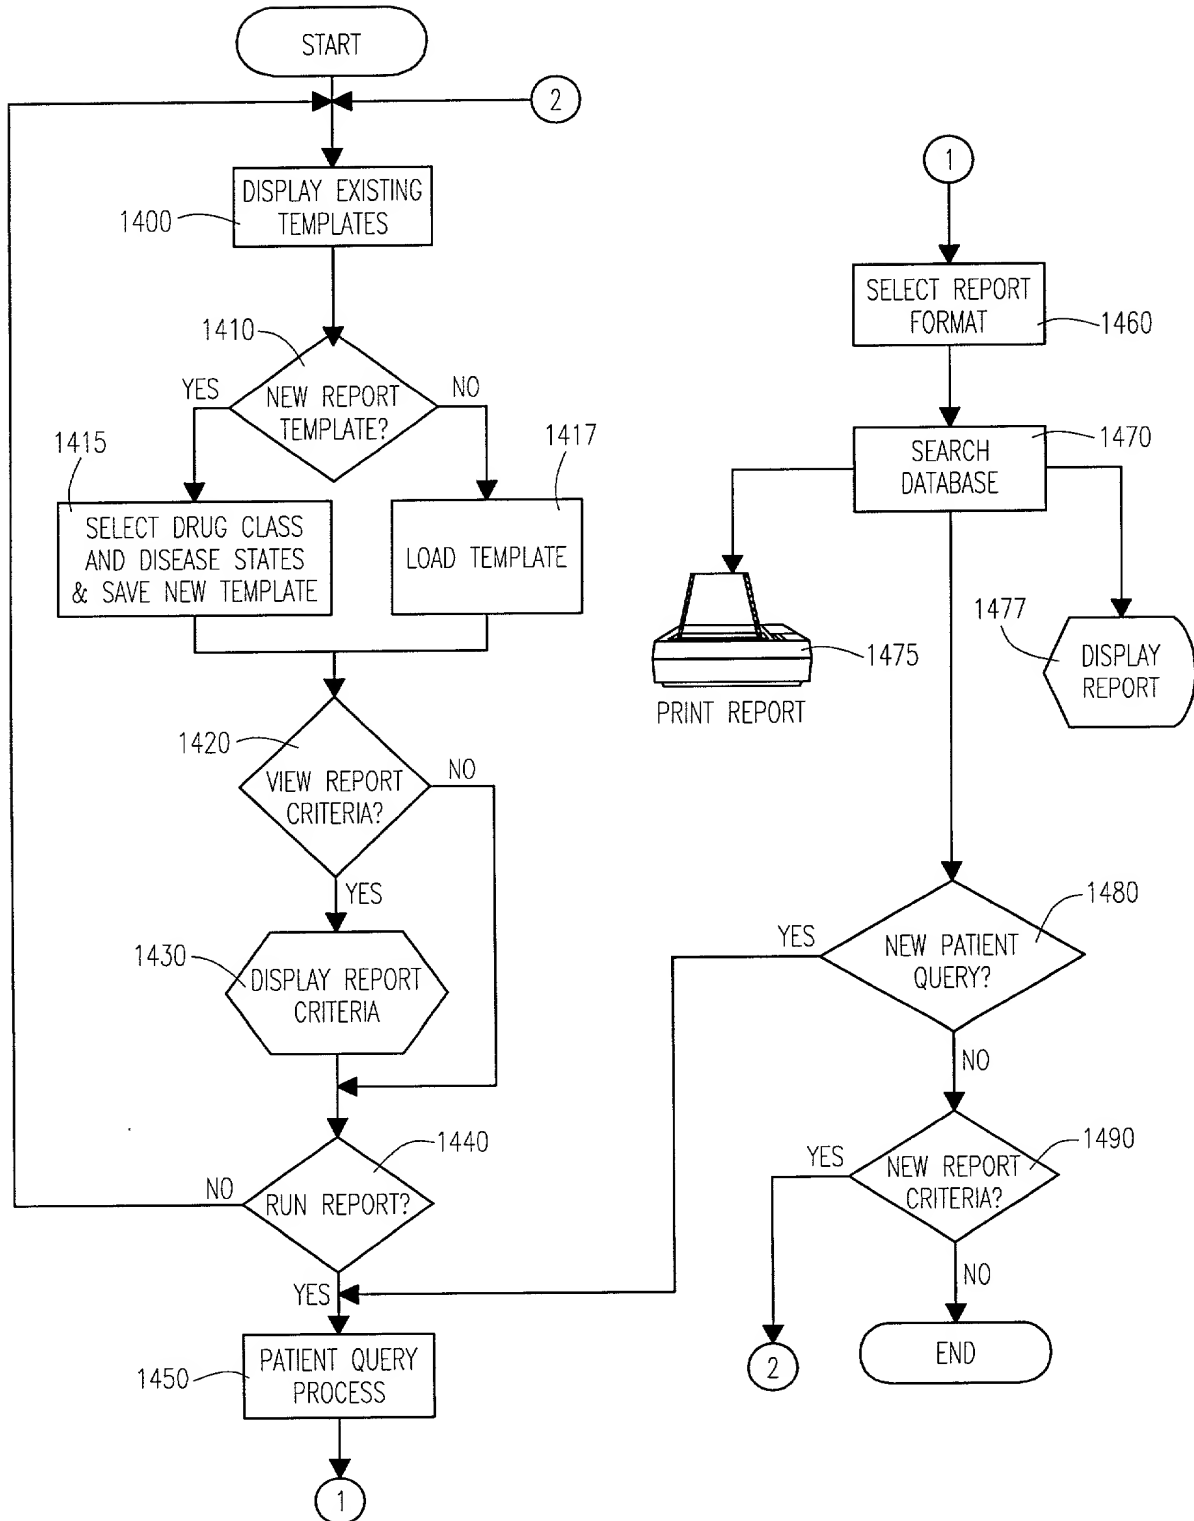 START
2
DISPLAY EXISTING
TEMPLATES
1400
1410
NEW REPORT
TEMPLATE?
YES
NO
1415
SELECT DRUG CLASS
AND DISEASE STATES
& SAVE NEW TEMPLATE
1417
LOAD TEMPLATE
1420
VIEW REPORT
CRITERIA?
NO
YES
1430
DISPLAY REPORT
CRITERIA
1440
RUN REPORT?
NO
YES
1450
PATIENT QUERY
PROCESS
1
1
SELECT REPORT
FORMAT
1460
SEARCH
DATABASE
1470
1475
PRINT REPORT
1477
DISPLAY
REPORT
1480
NEW PATIENT
QUERY?
YES
NO
1490
NEW REPORT
CRITERIA?
YES
NO
2
END